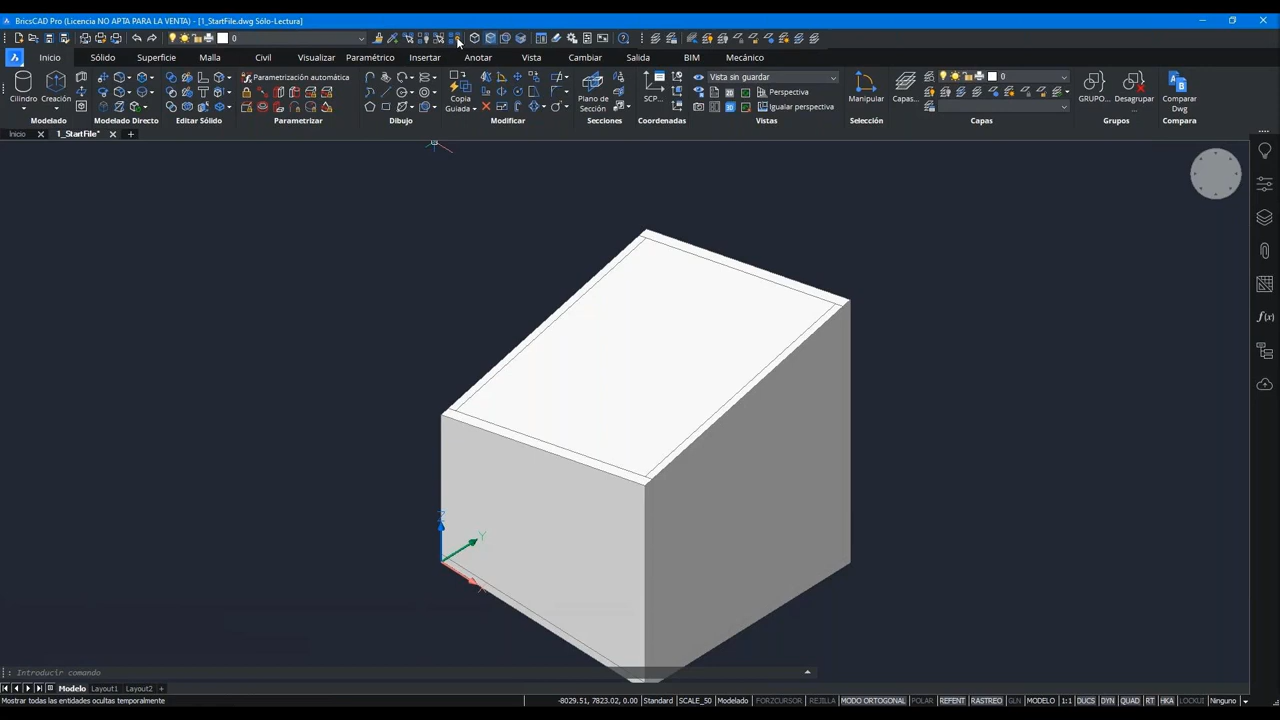 BricsCAD Pro (Licencia NO APTA PARA LA VENTA) - [1_StartFile.dwg Sólo-Lectura]
0
Inicio Sólido Superficie Malla Civil Visualizar Paramétrico Insertar Anotar Vista Cambiar Salida BIM Mecánico
Parametrización automática Vista sin guardar 0
Perspectiva
Cilindro Creación Copia Guiada Plano de Sección SCP... Igualar perspectiva Manipular Capas... GRUPO... Desagrupar ... Comparar Dwg
Modelado Modelado Directo Editar Sólido Parametrizar Dibujo Modificar Secciones Coordenadas Vistas Selección Capas Grupos Compara
Inicio 1_StartFile*
Z
Y
X
: Introducir comando
Modelo Layout1 Layout2
Mostrar todas las entidades ocultas temporalmente -8029.51, 7823.02, 0.00 Standard SCALE_50 Modelado FORZCURSOR REJILLA MODO ORTOGONAL POLAR REFENT RASTREO GLN MODELO 1:1 DUCS DYN QUAD RT HKA LOCKUI Ninguno